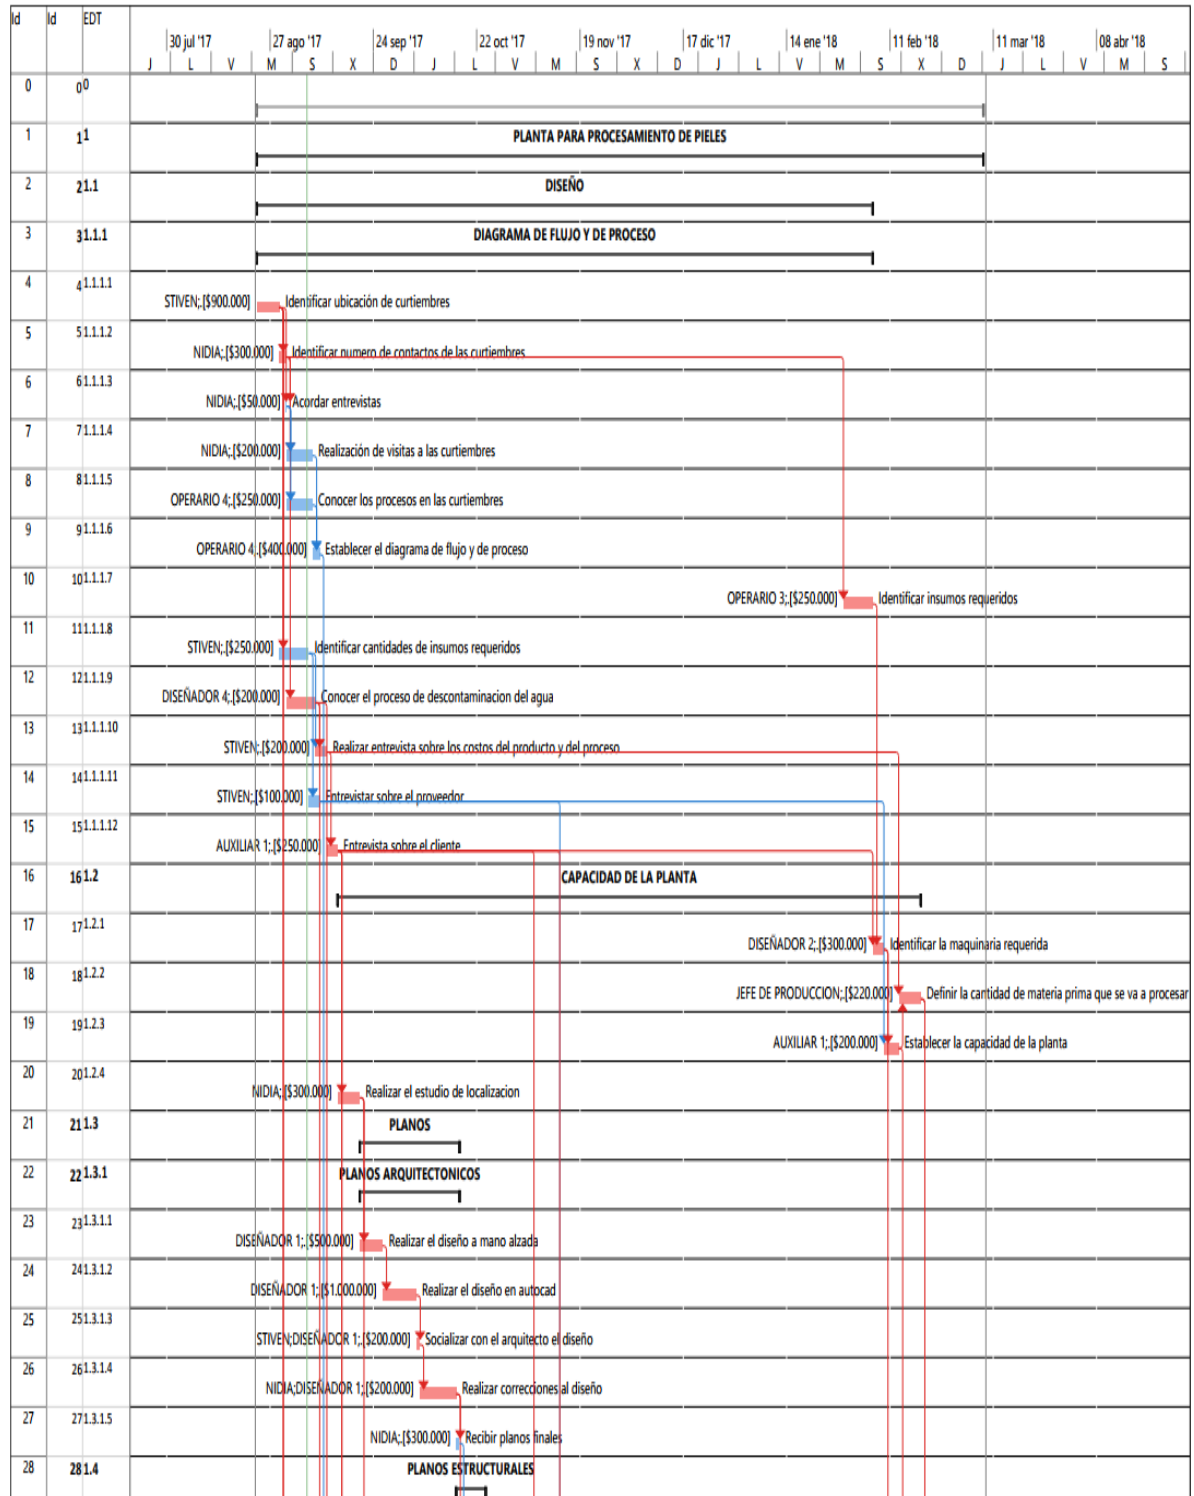 Id Id EDT
30 jul '17 27 ago '17 24 sep '17 22 oct '17 19 nov '17 17 dic '17 14 ene '18 11 feb '18 11 mar '18 08 abr '18
J L V M S X D J L V M S X D J L V M S X D J L V M S
0 0 0
1 1 1 PLANTA PARA PROCESAMIENTO DE PIELES
2 2 1.1 DISEÑO
3 3 1.1.1 DIAGRAMA DE FLUJO Y DE PROCESO
4 4 1.1.1.1 STIVEN;.[$900.000] Identificar ubicación de curtiembres
5 5 1.1.1.2 NIDIA;.[$300.000] Identificar numero de contactos de las curtiembres
6 6 1.1.1.3 NIDIA;.[$50.000] Acordar entrevistas
7 7 1.1.1.4 NIDIA;.[$200.000] Realización de visitas a las curtiembres
8 8 1.1.1.5 OPERARIO 4;.[$250.000] Conocer los procesos en las curtiembres
9 9 1.1.1.6 OPERARIO 4;.[$400.000] Establecer el diagrama de flujo y de proceso
10 10 1.1.1.7 OPERARIO 3;.[$250.000] Identificar insumos requeridos
11 11 1.1.1.8 STIVEN;.[$250.000] Identificar cantidades de insumos requeridos
12 12 1.1.1.9 DISEÑADOR 4;.[$200.000] Conocer el proceso de descontaminacion del agua
13 13 1.1.1.10 STIVEN;.[$200.000] Realizar entrevista sobre los costos del producto y del proceso
14 14 1.1.1.11 STIVEN;.[$100.000] Entrevistar sobre el proveedor
15 15 1.1.1.12 AUXILIAR 1;.[$250.000] Entrevista sobre el cliente
16 16 1.2 CAPACIDAD DE LA PLANTA
17 17 1.2.1 DISEÑADOR 2;.[$300.000] Identificar la maquinaria requerida
18 18 1.2.2 JEFE DE PRODUCCION;.[$220.000] Definir la cantidad de materia prima que se va a procesar
19 19 1.2.3 AUXILIAR 1;.[$200.000] Establecer la capacidad de la planta
20 20 1.2.4 NIDIA;.[$300.000] Realizar el estudio de localizacion
21 21 1.3 PLANOS
22 22 1.3.1 PLANOS ARQUITECTONICOS
23 23 1.3.1.1 DISEÑADOR 1;.[$500.000] Realizar el diseño a mano alzada
24 24 1.3.1.2 DISEÑADOR 1;.[$1.000.000] Realizar el diseño en autocad
25 25 1.3.1.3 STIVEN;DISEÑADOR 1;.[$200.000] Socializar con el arquitecto el diseño
26 26 1.3.1.4 NIDIA;DISEÑADOR 1;.[$200.000] Realizar correcciones al diseño
27 27 1.3.1.5 NIDIA;.[$300.000] Recibir planos finales
28 28 1.4 PLANOS ESTRUCTURALES